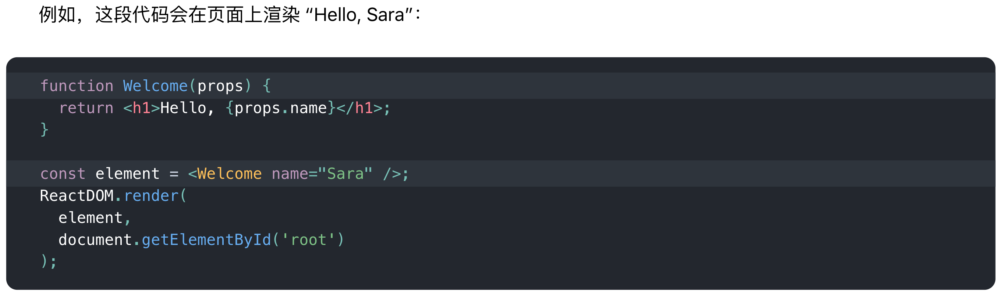 例如，这段代码会在页面上渲染 “Hello, Sara”：
function Welcome(props) {
  return <h1>Hello, {props.name}</h1>;
}
const element = <Welcome name="Sara" />;
ReactDOM.render(
  element,
  document.getElementById('root')
);